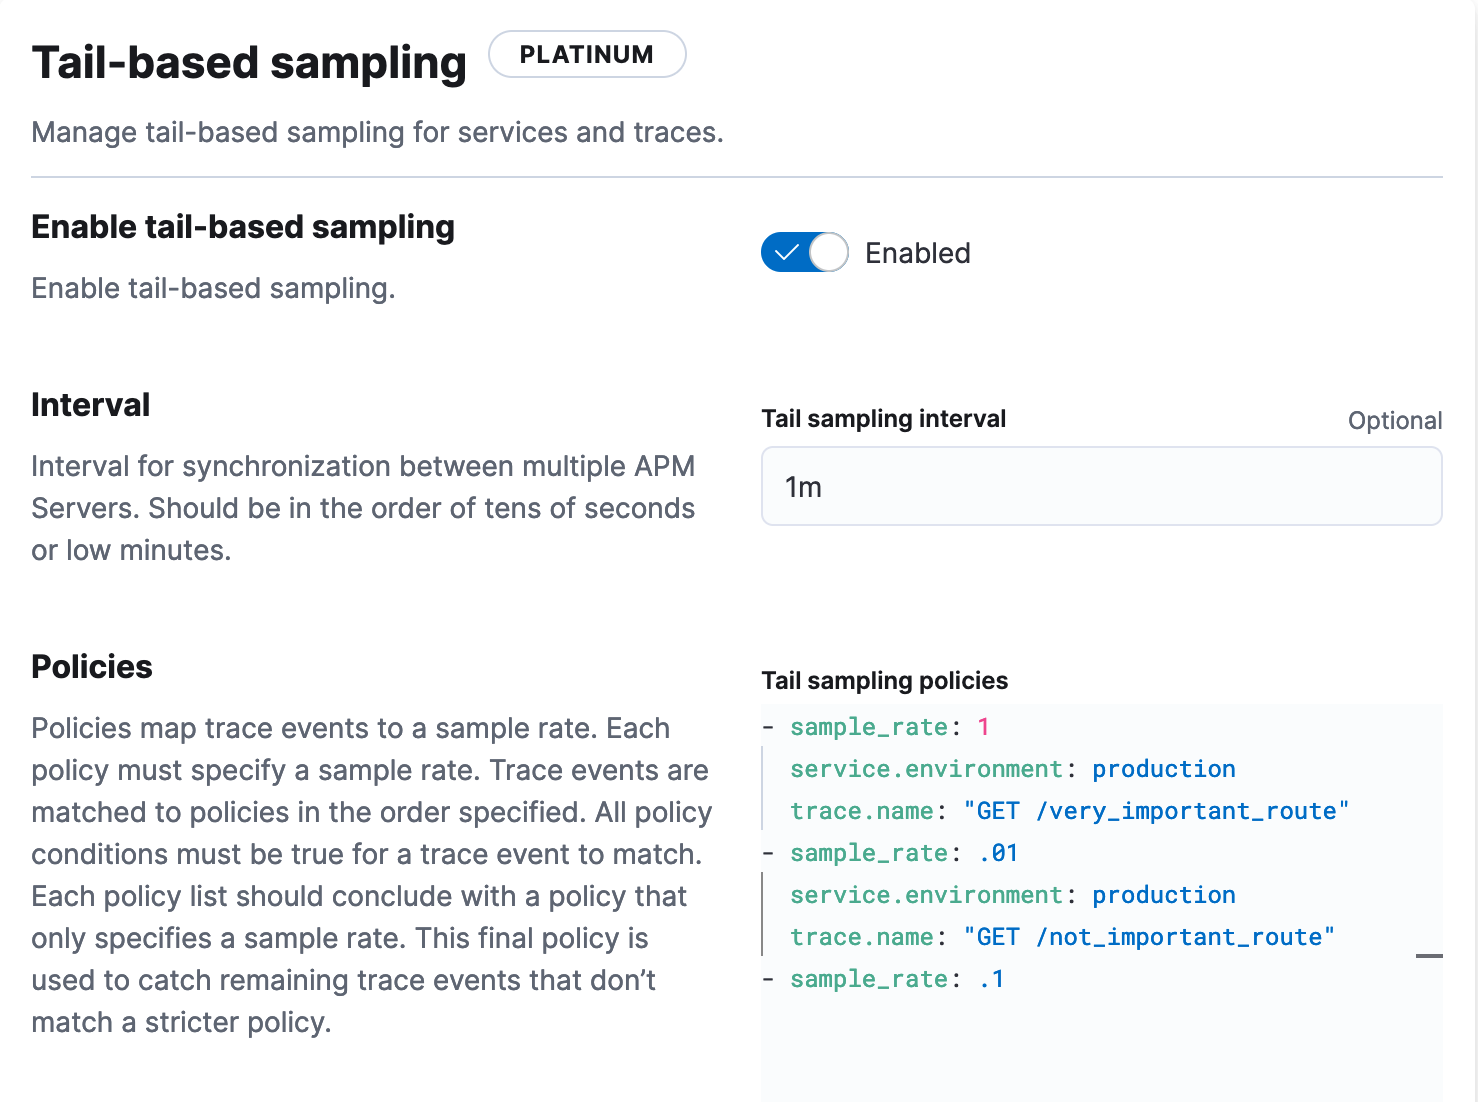 Tail-based sampling PLATINUM
Manage tail-based sampling for services and traces.
Enable tail-based sampling
Enable tail-based sampling.
Enabled
Interval
Interval for synchronization between multiple APM
Servers. Should be in the order of tens of seconds
or low minutes.
Tail sampling interval Optional
1m
Policies
Policies map trace events to a sample rate. Each
policy must specify a sample rate. Trace events are
matched to policies in the order specified. All policy
conditions must be true for a trace event to match.
Each policy list should conclude with a policy that
only specifies a sample rate. This final policy is
used to catch remaining trace events that don’t
match a stricter policy.
Tail sampling policies
- sample_rate: 1
  service.environment: production
  trace.name: "GET /very_important_route"
- sample_rate: .01
  service.environment: production
  trace.name: "GET /not_important_route"
- sample_rate: .1